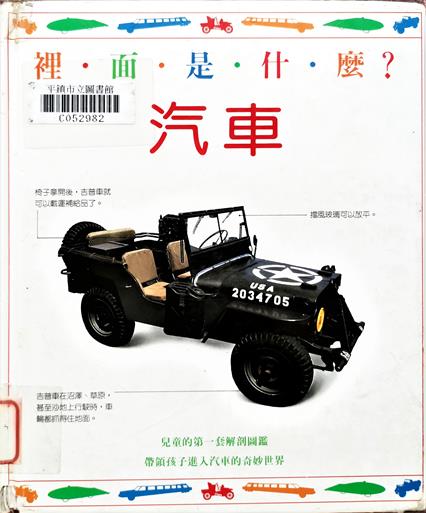 裡·面·是·什·麼?
平鎮市立圖書館
C052982
汽車
椅子拿開後，吉普車就
可以載運補給品了。
擋風玻璃可以放平。
USA
2034705
吉普車在沼澤、草原，
甚至沙地上行駛時，車
輪都抓得住地面。
兒童的第一套解剖圖鑑
帶領孩子進入汽車的奇妙世界